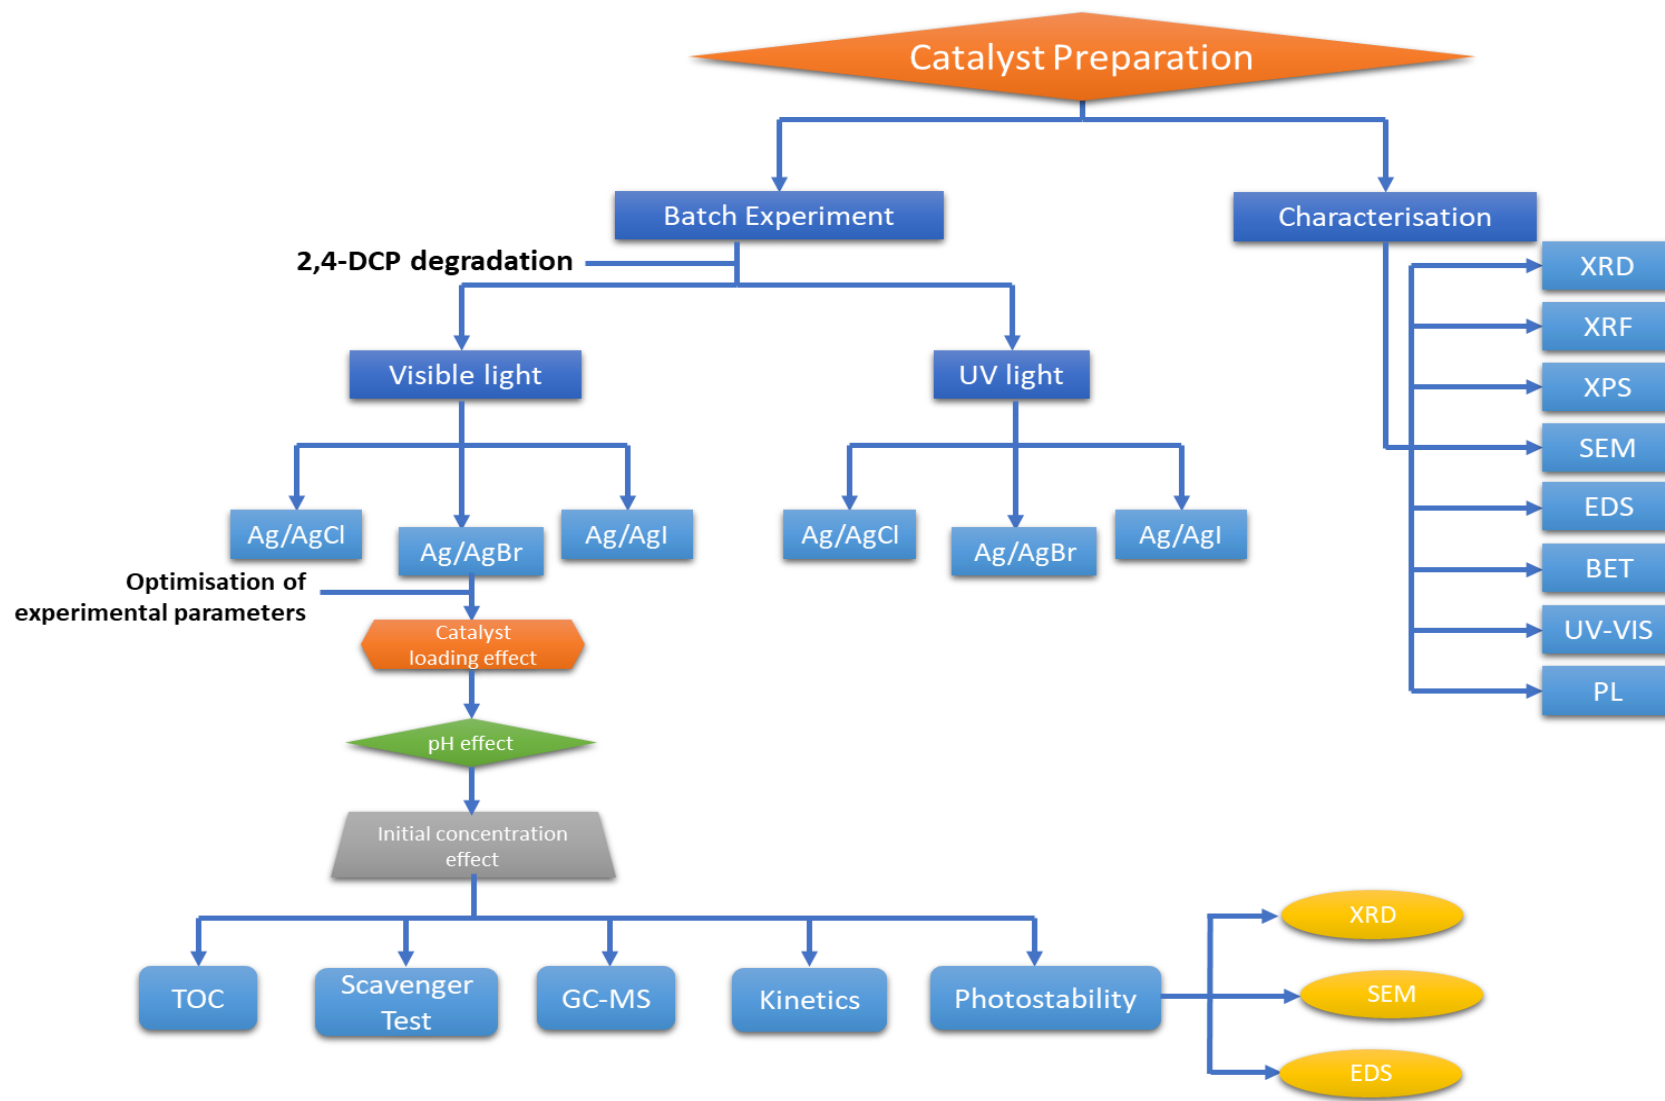 Catalyst Preparation
Batch Experiment
Characterisation
2,4-DCP degradation
XRD
XRF
XPS
SEM
EDS
BET
UV-VIS
PL
Visible light
UV light
Ag/AgCl
Ag/AgBr
Ag/AgI
Ag/AgCl
Ag/AgBr
Ag/AgI
Optimisation of
experimental parameters
Catalyst
loading effect
pH effect
Initial concentration
effect
TOC
Scavenger
Test
GC-MS
Kinetics
Photostability
XRD
SEM
EDS